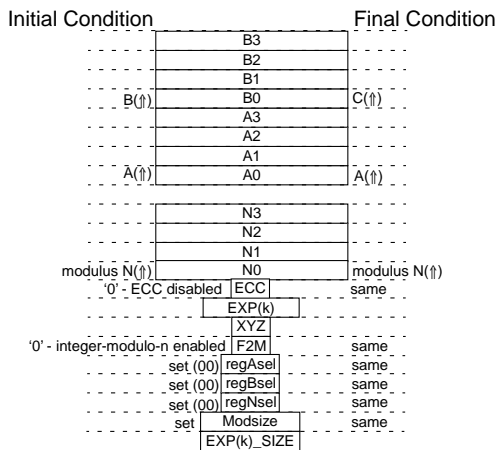 Initial Condition Final Condition
B3
B2
B1
B(⇑) B0 C(⇑)
A3
A2
A1
A(⇑) A0 A(⇑)
N3
N2
N1
modulus N(⇑) N0 modulus N(⇑)
‘0’ - ECC disabled ECC same
EXP(k)
XYZ
‘0’ - integer-modulo-n enabled F2M same
set (00) regAsel same
set (00) regBsel same
set (00) regNsel same
set Modsize same
EXP(k)_SIZE